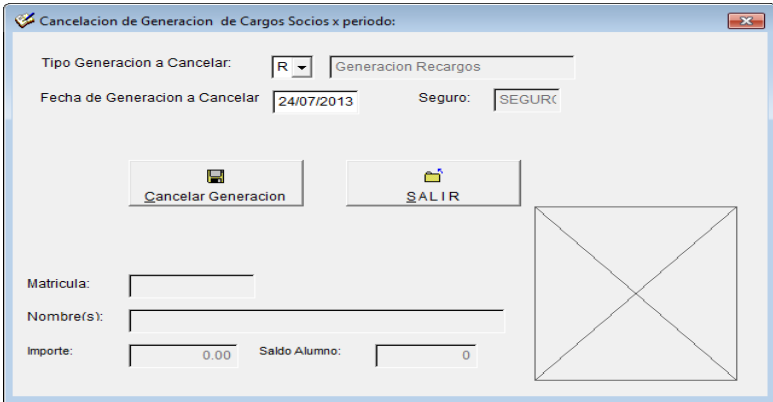 Cancelacion de Generacion de Cargos Socios x periodo:
Tipo Generacion a Cancelar: R Generacion Recargos
Fecha de Generacion a Cancelar 24/07/2013 Seguro: SEGURO
Cancelar Generacion SALIR
Matricula:
Nombre(s):
Importe: 0.00 Saldo Alumno: 0